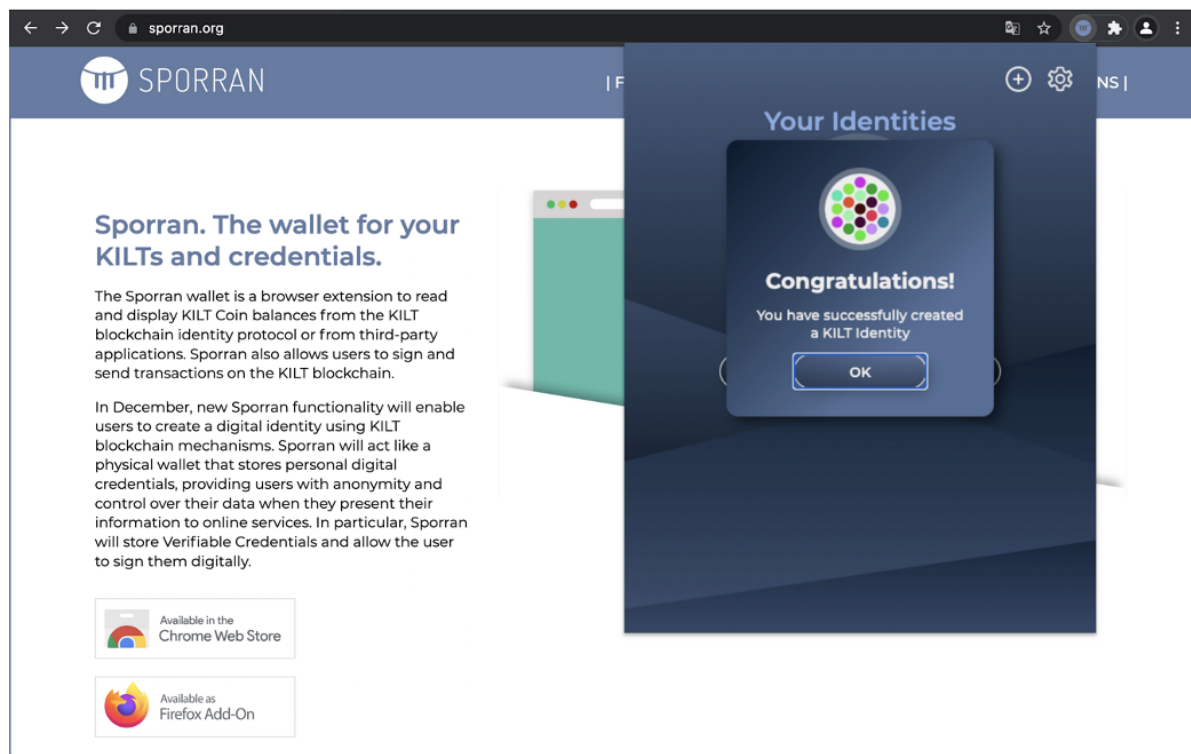 sporran.org
SPORRAN
| F
NS |
Your Identities
Congratulations!
You have successfully created
a KILT Identity
OK
Sporran. The wallet for your
KILTs and credentials.
The Sporran wallet is a browser extension to read
and display KILT Coin balances from the KILT
blockchain identity protocol or from third-party
applications. Sporran also allows users to sign and
send transactions on the KILT blockchain.
In December, new Sporran functionality will enable
users to create a digital identity using KILT
blockchain mechanisms. Sporran will act like a
physical wallet that stores personal digital
credentials, providing users with anonymity and
control over their data when they present their
information to online services. In particular, Sporran
will store Verifiable Credentials and allow the user
to sign them digitally.
Available in the
Chrome Web Store
Available as
Firefox Add-On